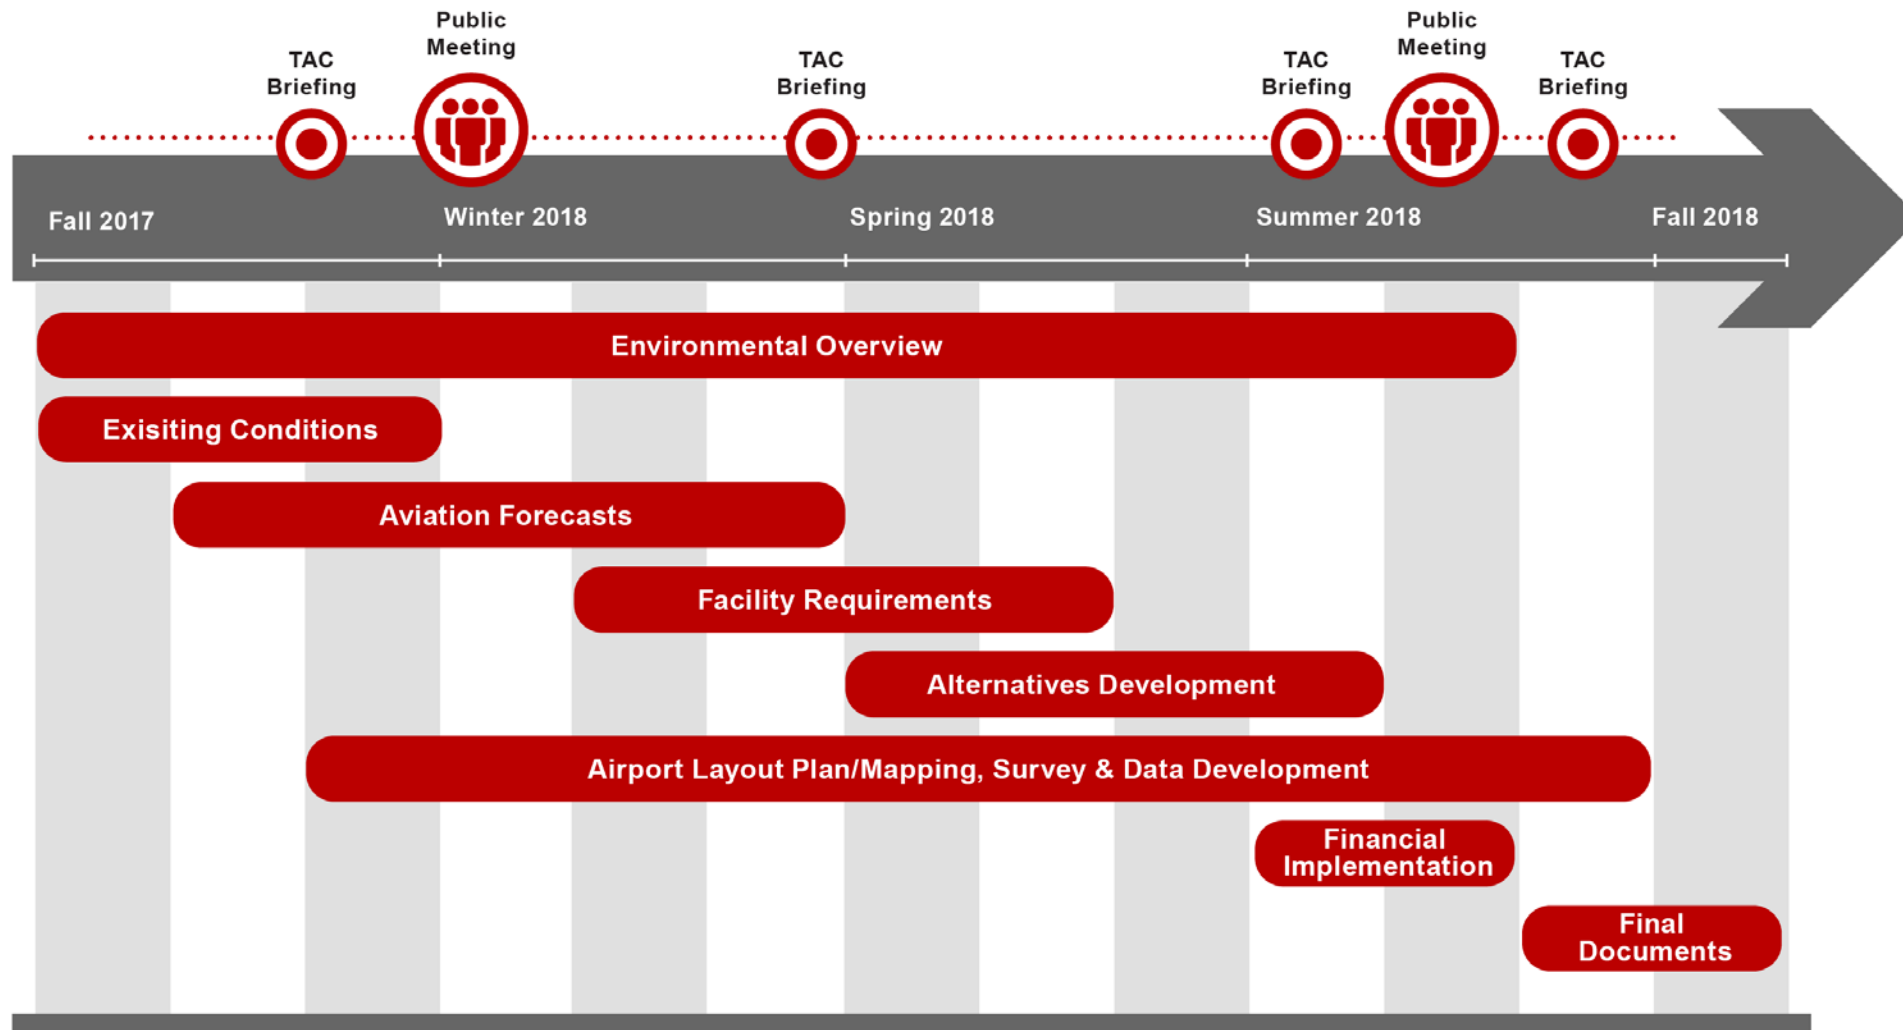 Public
Meeting
TAC
Briefing
TAC
Briefing
TAC
Briefing
Public
Meeting
TAC
Briefing
Fall 2017
Winter 2018
Spring 2018
Summer 2018
Fall 2018
Environmental Overview
Exisiting Conditions
Aviation Forecasts
Facility Requirements
Alternatives Development
Airport Layout Plan/Mapping, Survey & Data Development
Financial
Implementation
Final
Documents